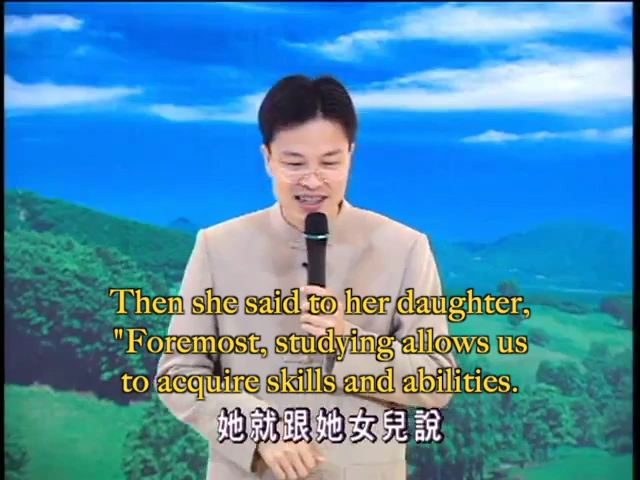 Then she said to her daughter,
"Foremost, studying allows us
to acquire skills and abilities.
她就跟她女兒說